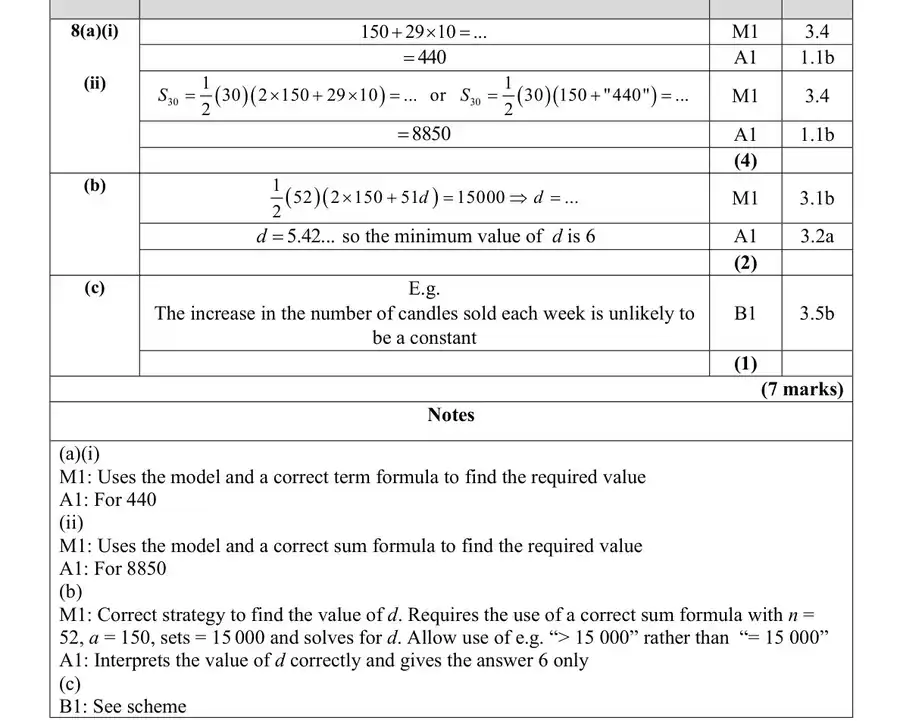 8(a)(i) 150 + 29×10 = ... M1 3.4
= 440 A1 1.1b
(ii) S₃₀ = 1/2 (30)(2×150 + 29×10) = ... or S₃₀ = 1/2 (30)(150 + "440") = ... M1 3.4
= 8850 A1 1.1b
(4)
(b) 1/2 (52)(2×150 + 51d) = 15000 ⇒ d = ... M1 3.1b
d = 5.42... so the minimum value of d is 6 A1 3.2a
(2)
(c) E.g.
The increase in the number of candles sold each week is unlikely to
be a constant B1 3.5b
(1)
(7 marks)
Notes
(a)(i)
M1: Uses the model and a correct term formula to find the required value
A1: For 440
(ii)
M1: Uses the model and a correct sum formula to find the required value
A1: For 8850
(b)
M1: Correct strategy to find the value of d. Requires the use of a correct sum formula with n =
52, a = 150, sets = 15 000 and solves for d. Allow use of e.g. “> 15 000” rather than “= 15 000”
A1: Interprets the value of d correctly and gives the answer 6 only
(c)
B1: See scheme